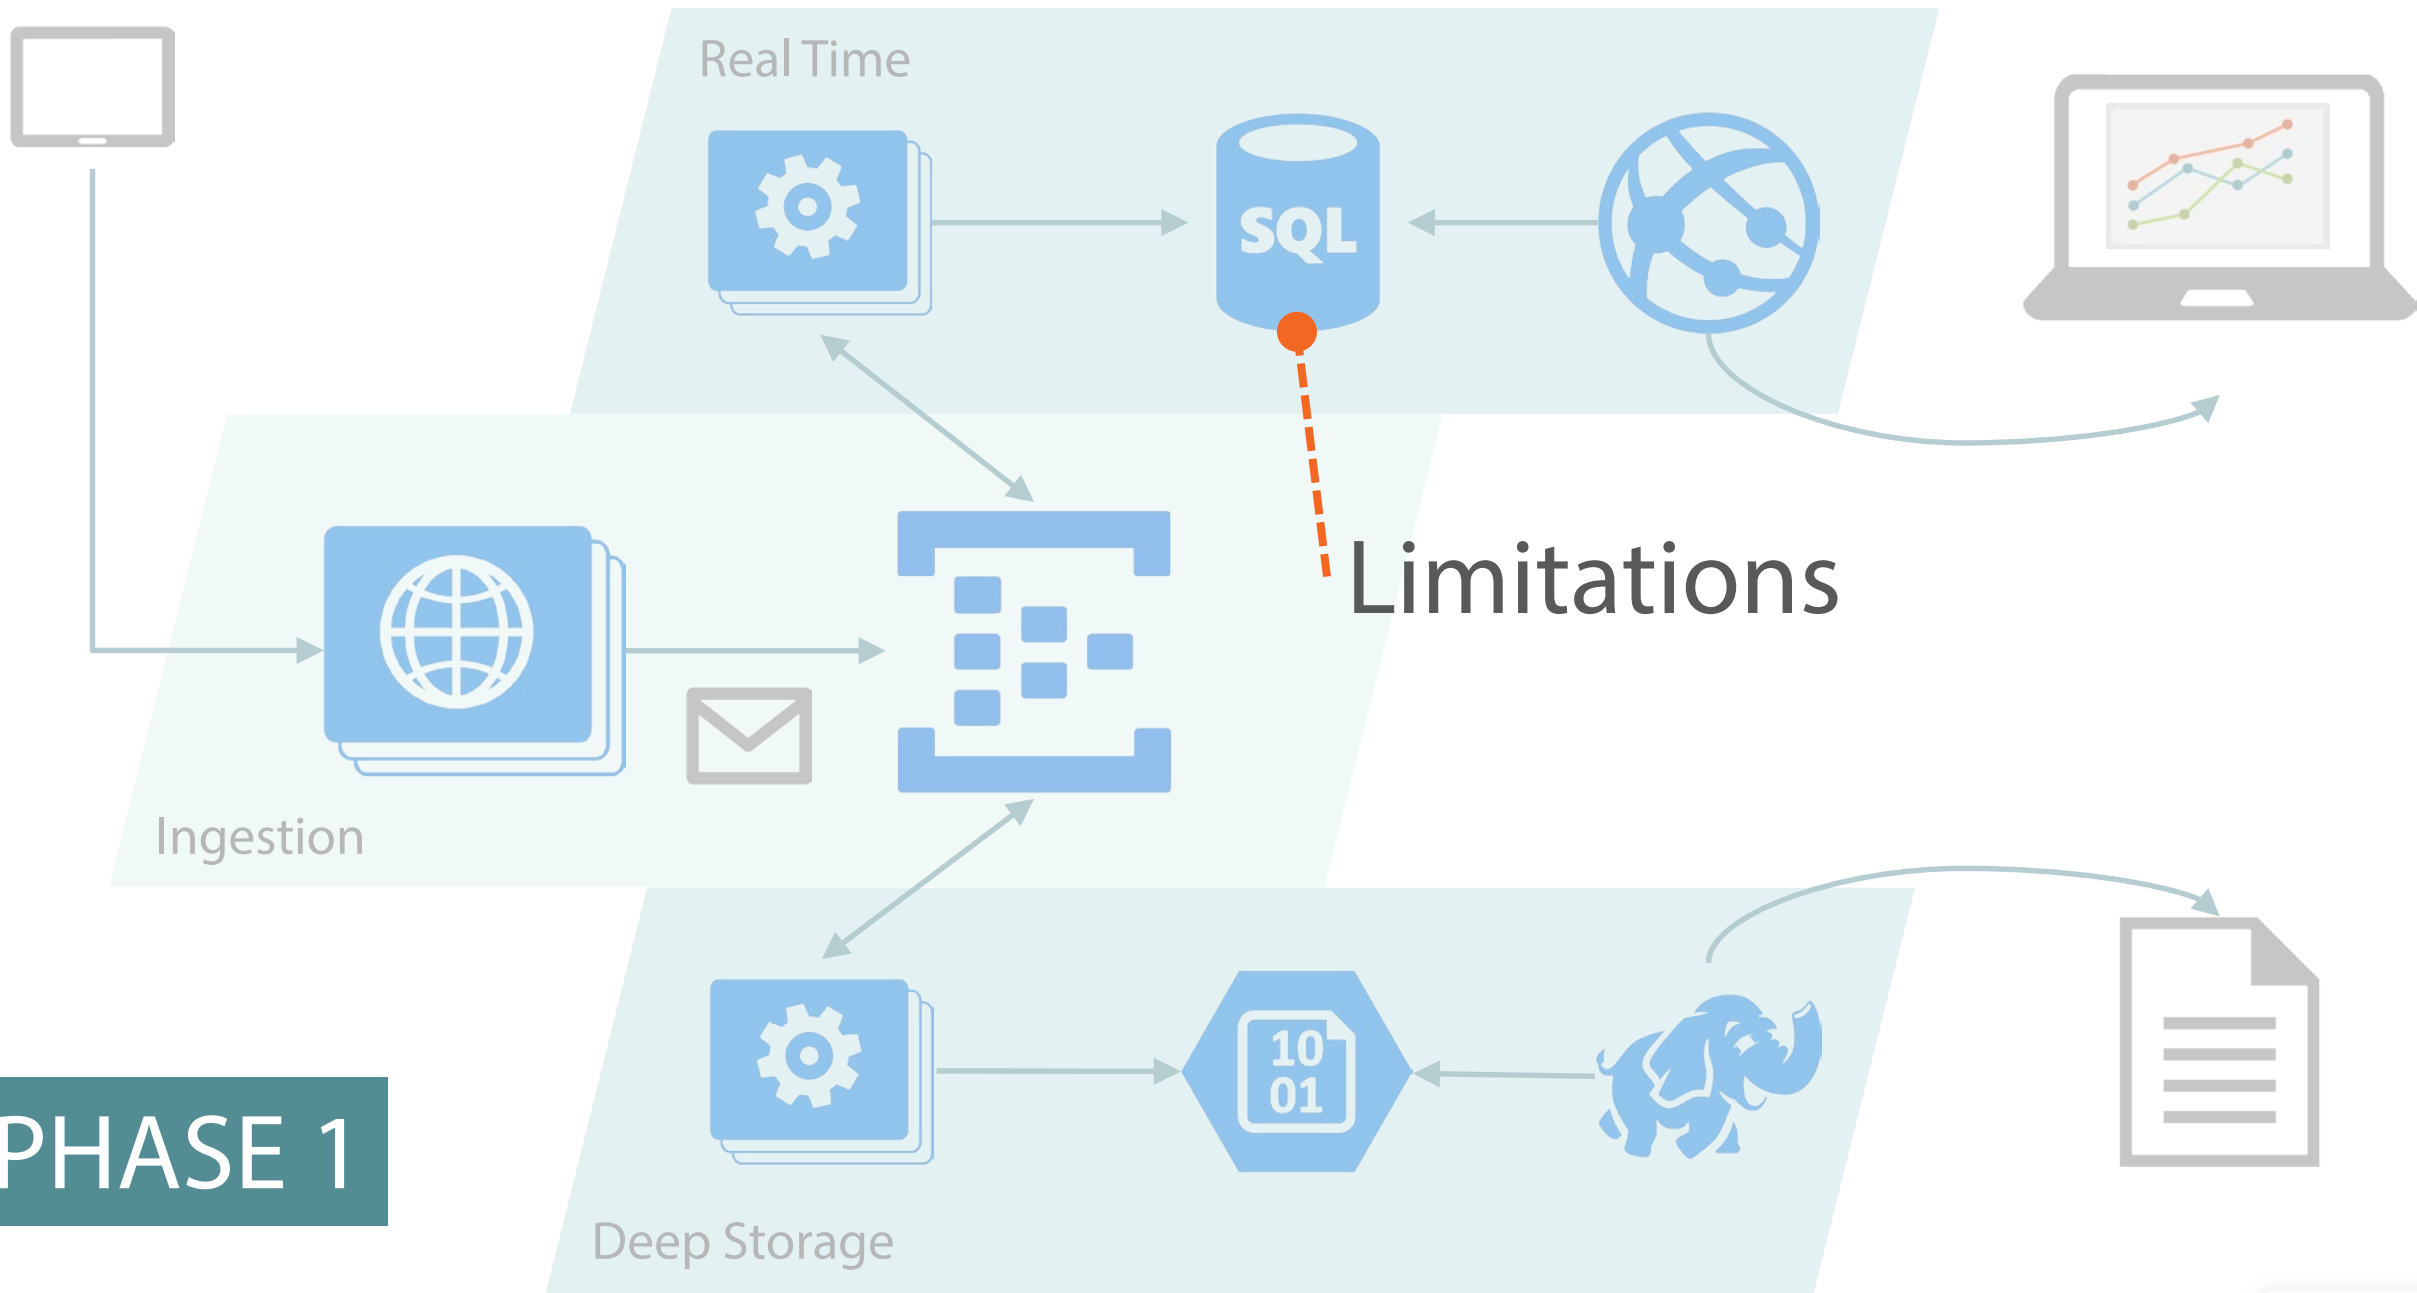 Real Time
SQL
Limitations
Ingestion
10
01
PHASE 1
Deep Storage